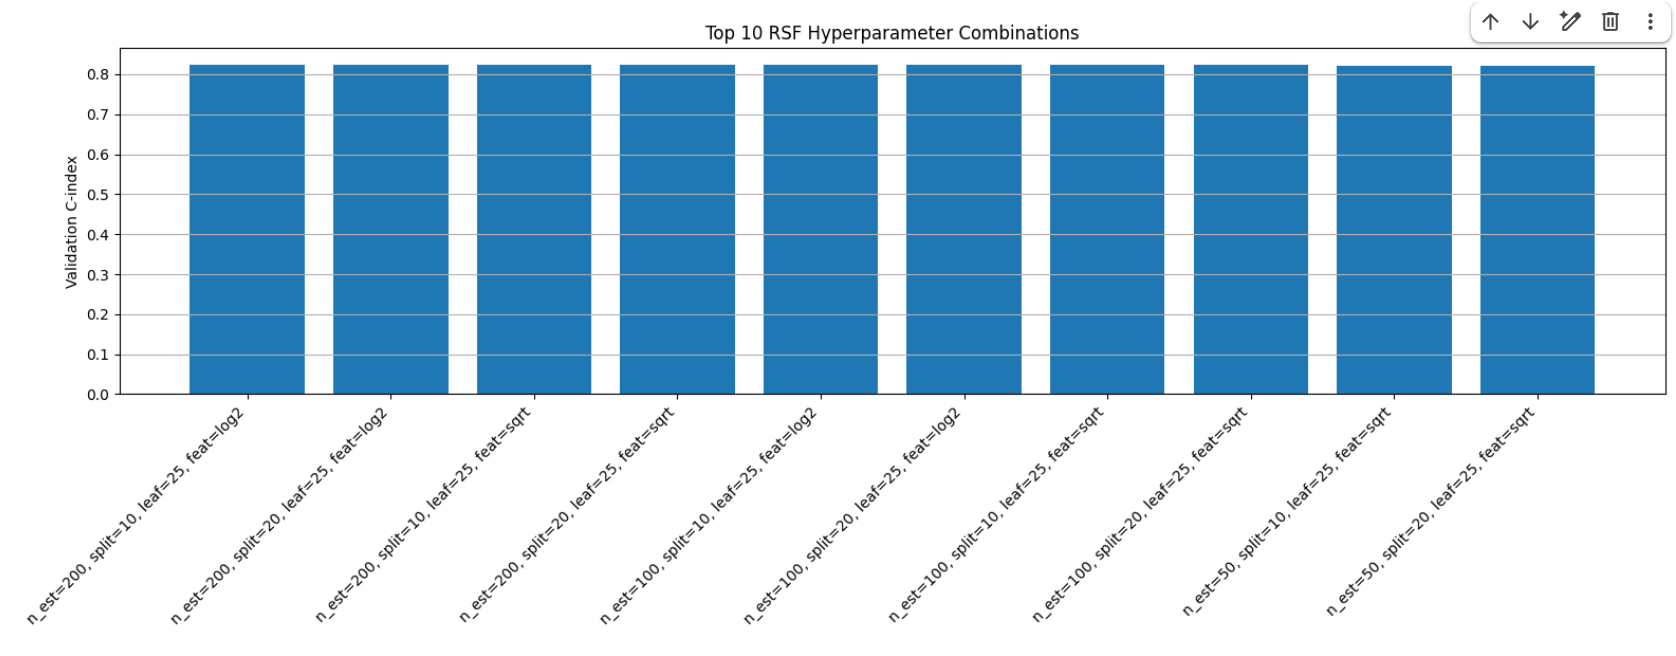 Top 10 RSF Hyperparameter Combinations
Validation C-index
0.8
0.7
0.6
0.5
0.4
0.3
0.2
0.1
0.0
n_est=200, split=10, leaf=25, feat=log2
n_est=200, split=20, leaf=25, feat=log2
n_est=200, split=10, leaf=25, feat=sqrt
n_est=200, split=20, leaf=25, feat=sqrt
n_est=100, split=10, leaf=25, feat=log2
n_est=100, split=20, leaf=25, feat=log2
n_est=100, split=10, leaf=25, feat=sqrt
n_est=100, split=20, leaf=25, feat=sqrt
n_est=50, split=10, leaf=25, feat=sqrt
n_est=50, split=20, leaf=25, feat=sqrt